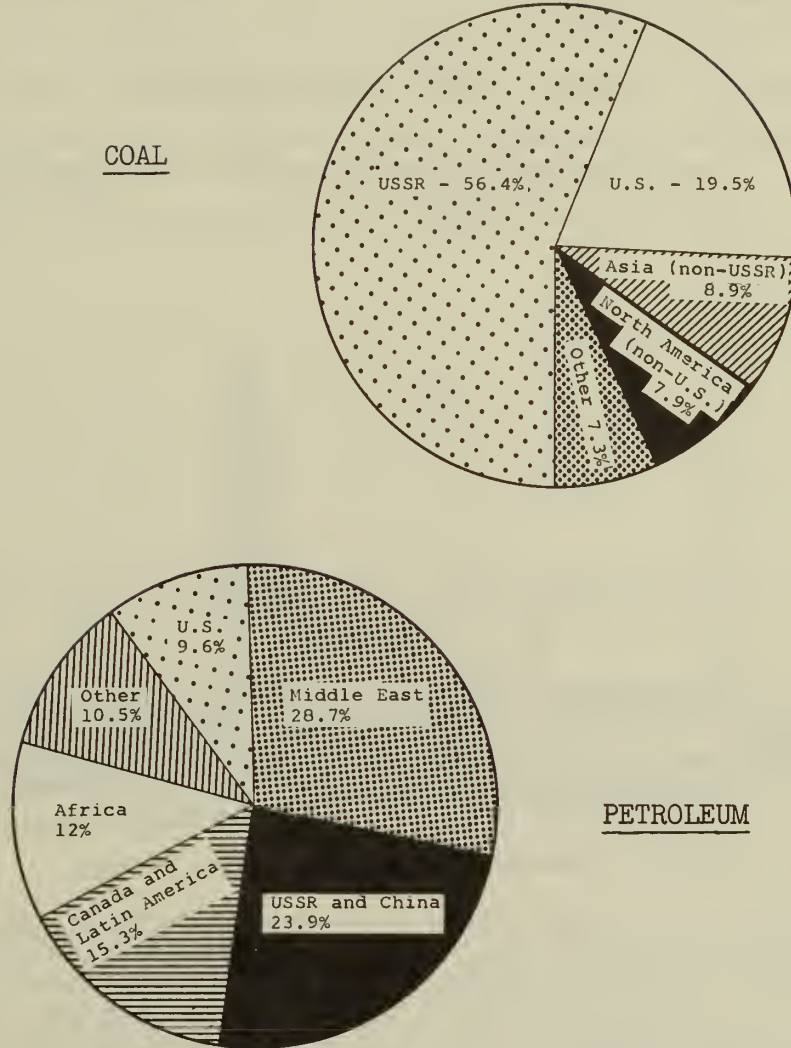 COAL
USSR - 56.4%
U.S. - 19.5%
Asia (non-USSR)
8.9%
North America
(non-U.S.)
7.9%
Other 7.3%
U.S.
9.6%
Other
10.5%
Middle East
28.7%
Africa
12%
PETROLEUM
Canada and
Latin America
15.3%
USSR and China
23.9%